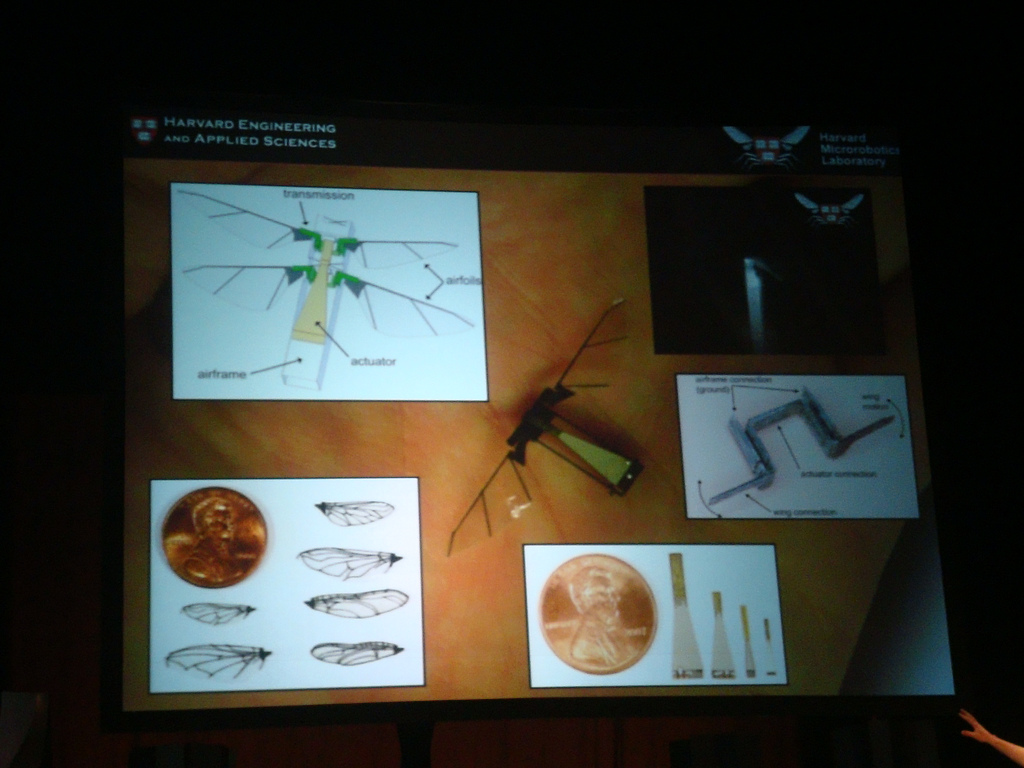 HARVARD ENGINEERING
AND APPLIED SCIENCES
Harvard
Microrobotics
Laboratory
transmission
airfoils
actuator
airframe
airframe connection
(ground)
wing
motion
actuator connection
wing connection